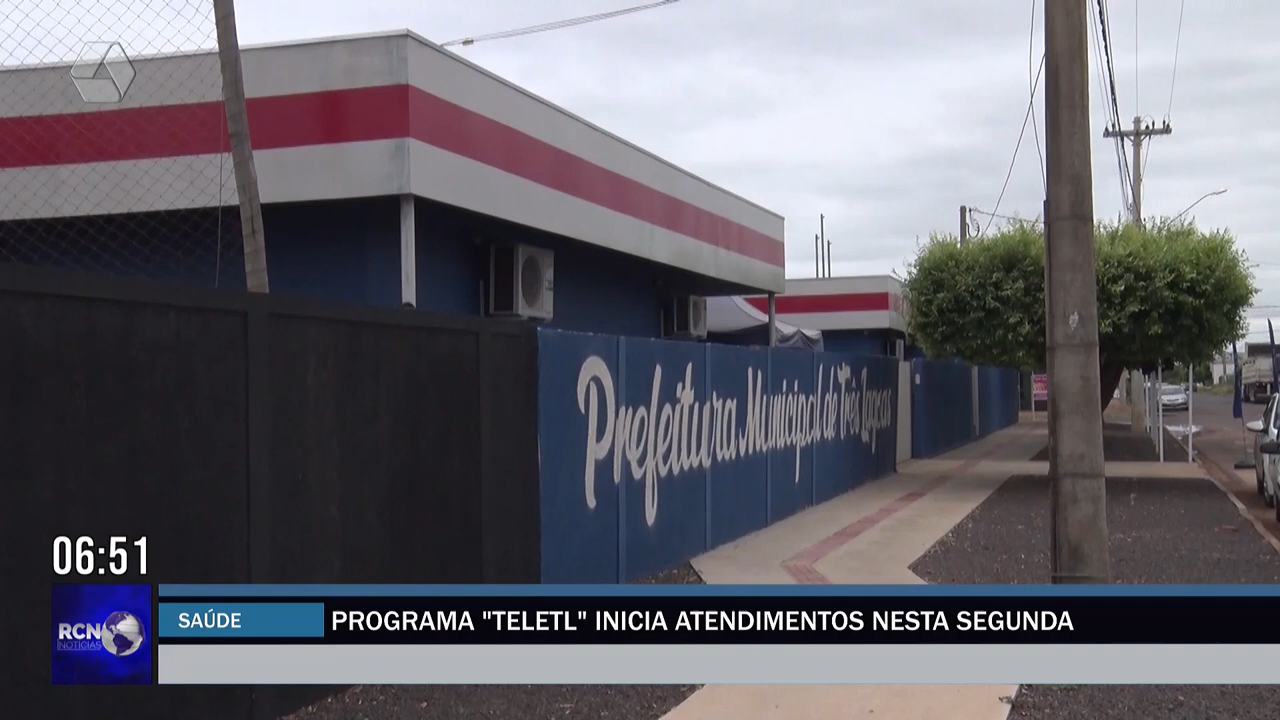 Prefeitura Municipal de Três Lagoas
06:51
RCN
NOTÍCIAS
SAÚDE
PROGRAMA "TELETL" INICIA ATENDIMENTOS NESTA SEGUNDA